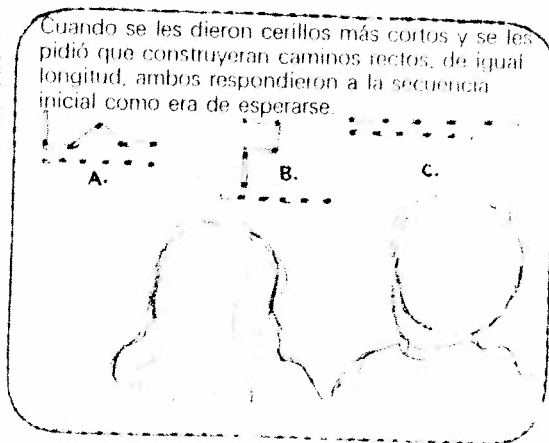 Cuando se les dieron cerillos más cortos y se les
pidió que construyeran caminos rectos, de igual
longitud, ambos respondieron a la secuencia
inicial como era de esperarse.
A. B. C.